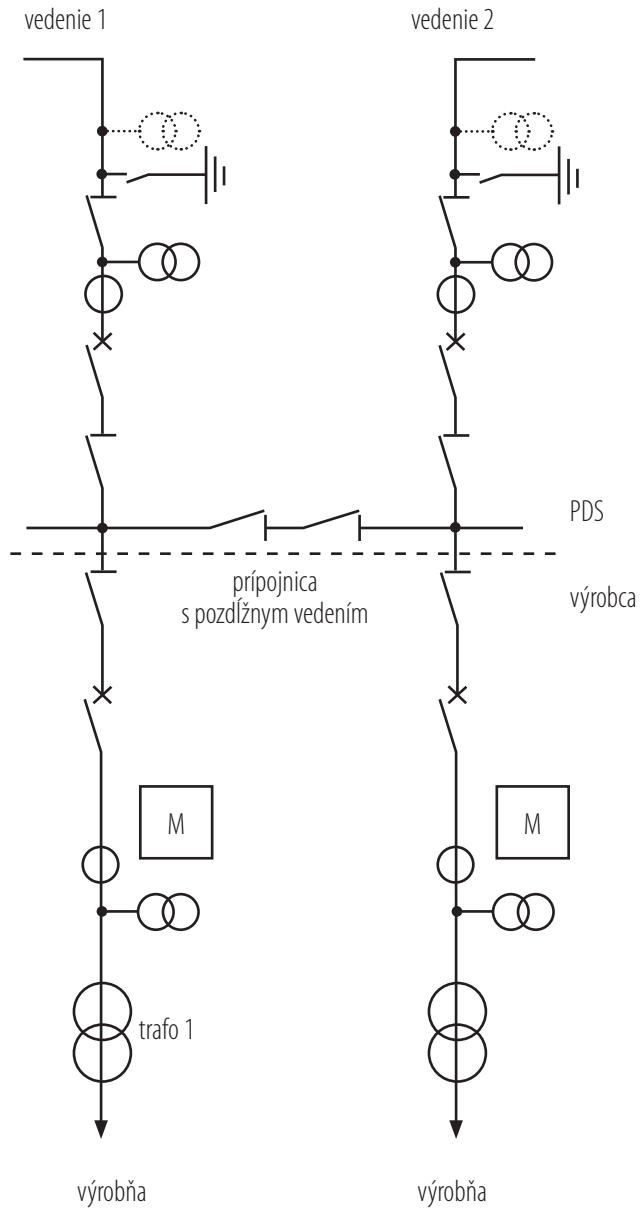 vedenie 1
vedenie 2
PDS
prípojnica
s pozdĺžnym vedením
výrobca
M
M
trafo 1
výrobňa
výrobňa